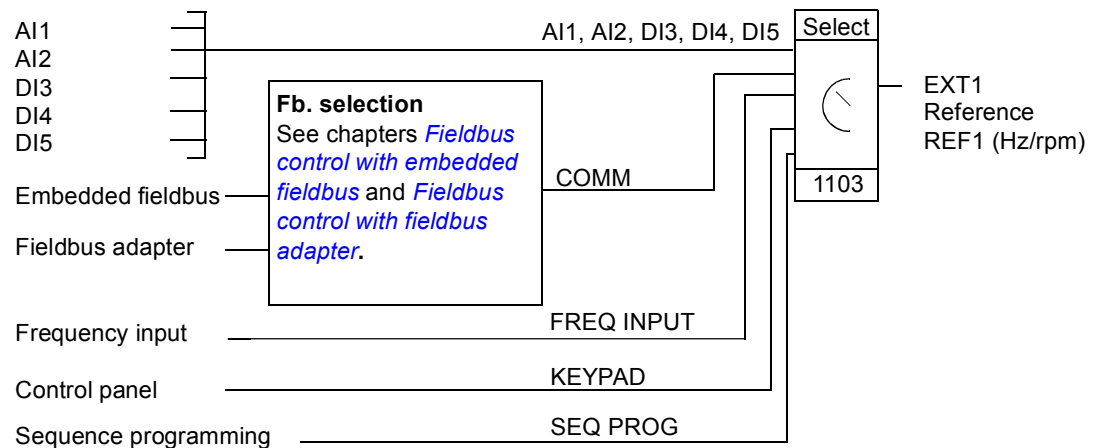 AI1
AI2
DI3
DI4
DI5
AI1, AI2, DI3, DI4, DI5
Select
EXT1
Reference
REF1 (Hz/rpm)
1103
Fb. selection
See chapters Fieldbus
control with embedded
fieldbus and Fieldbus
control with fieldbus
adapter.
Embedded fieldbus
Fieldbus adapter
COMM
Frequency input
FREQ INPUT
Control panel
KEYPAD
Sequence programming
SEQ PROG